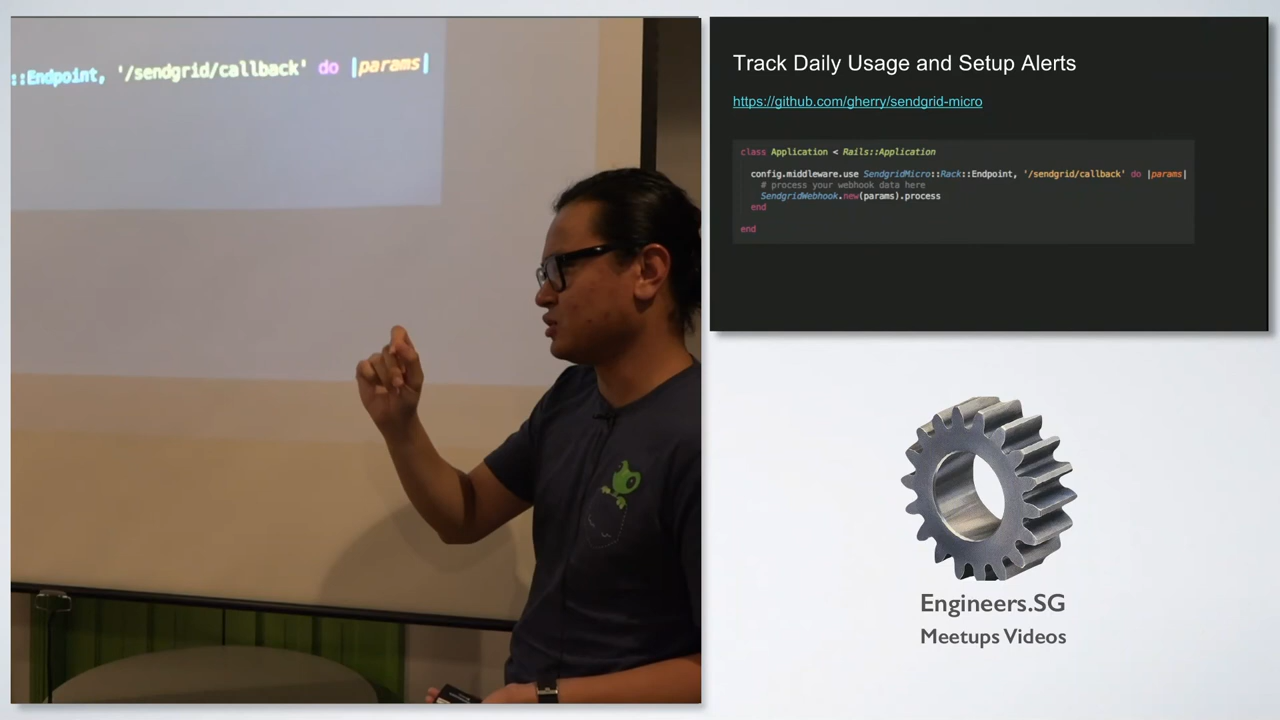 ::Endpoint, '/sendgrid/callback' do |params|
Track Daily Usage and Setup Alerts
https://github.com/gherry/sendgrid-micro
class Application < Rails::Application
config.middleware.use SendgridMicro::Rack::Endpoint, '/sendgrid/callback' do |params|
# process your webhook data here
SendgridWebhook.new(params).process
end
end
Engineers.SG
Meetups Videos